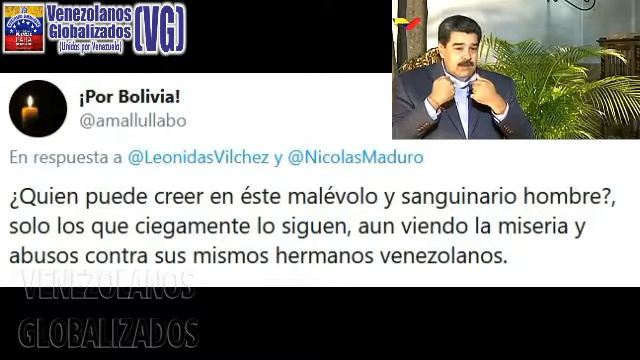 Venezolanos
Globalizados
(Unidos por Venezuela)
(VG)
¡Por Bolivia!
@amallullabo
En respuesta a @LeonidasVilchez y @NicolasMaduro
¿Quien puede creer en éste malévolo y sanguinario hombre?,
solo los que ciegamente lo siguen, aun viendo la miseria y
abusos contra sus mismos hermanos venezolanos.
VENEZOLANOS
GLOBALIZADOS